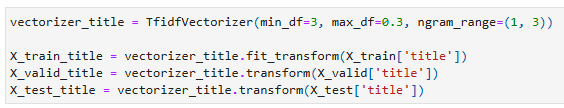 vectorizer_title = TfidfVectorizer(min_df=3, max_df=0.3, ngram_range=(1, 3))
X_train_title = vectorizer_title.fit_transform(X_train['title'])
X_valid_title = vectorizer_title.transform(X_valid['title'])
X_test_title = vectorizer_title.transform(X_test['title'])